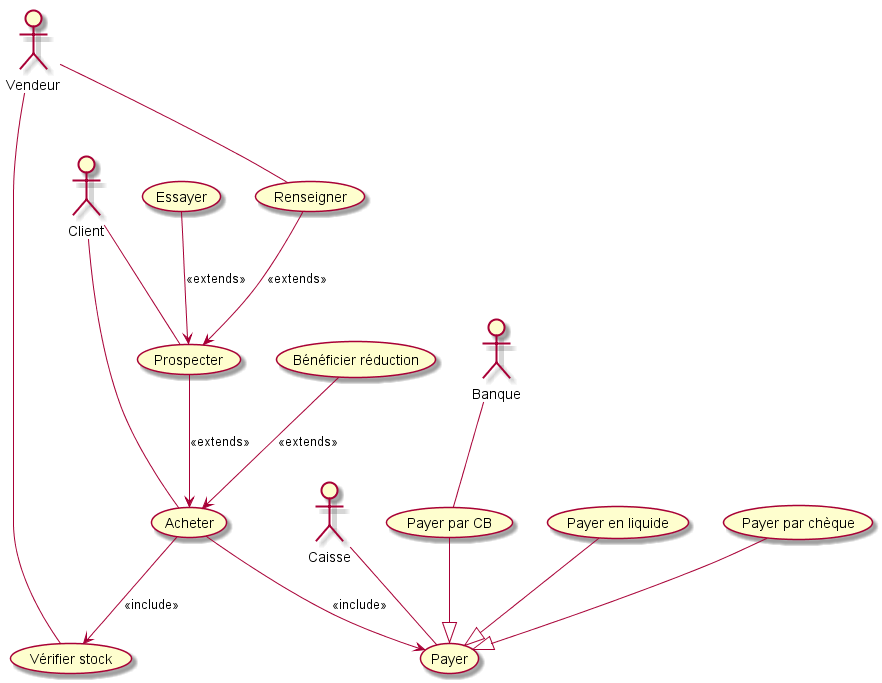 Vendeur
Client
Essayer
Renseigner
«extends»
«extends»
Prospecter
Bénéficier réduction
Banque
«extends»
«extends»
Acheter
Caisse
Payer par CB
Payer en liquide
Payer par chèque
«include»
«include»
Vérifier stock
Payer